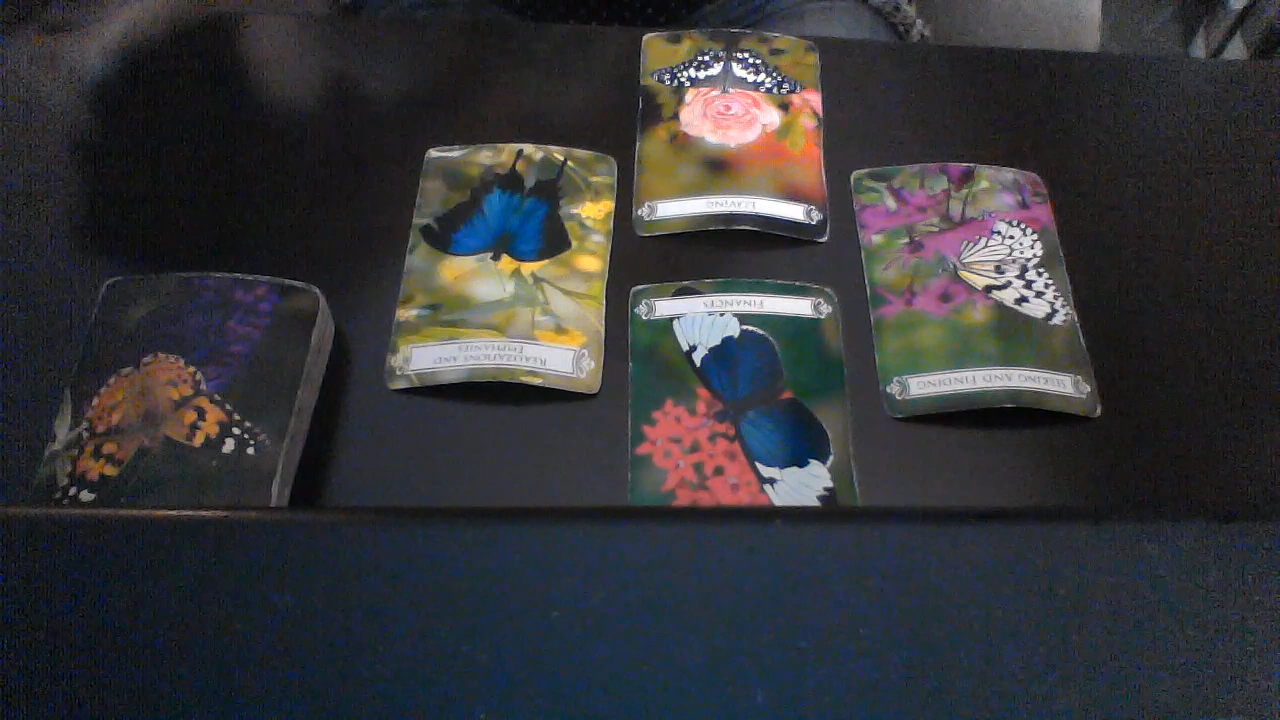 LEAVING
REALIZATIONS AND
EPIPHANIES
FINANCES
SEEKING AND FINDING